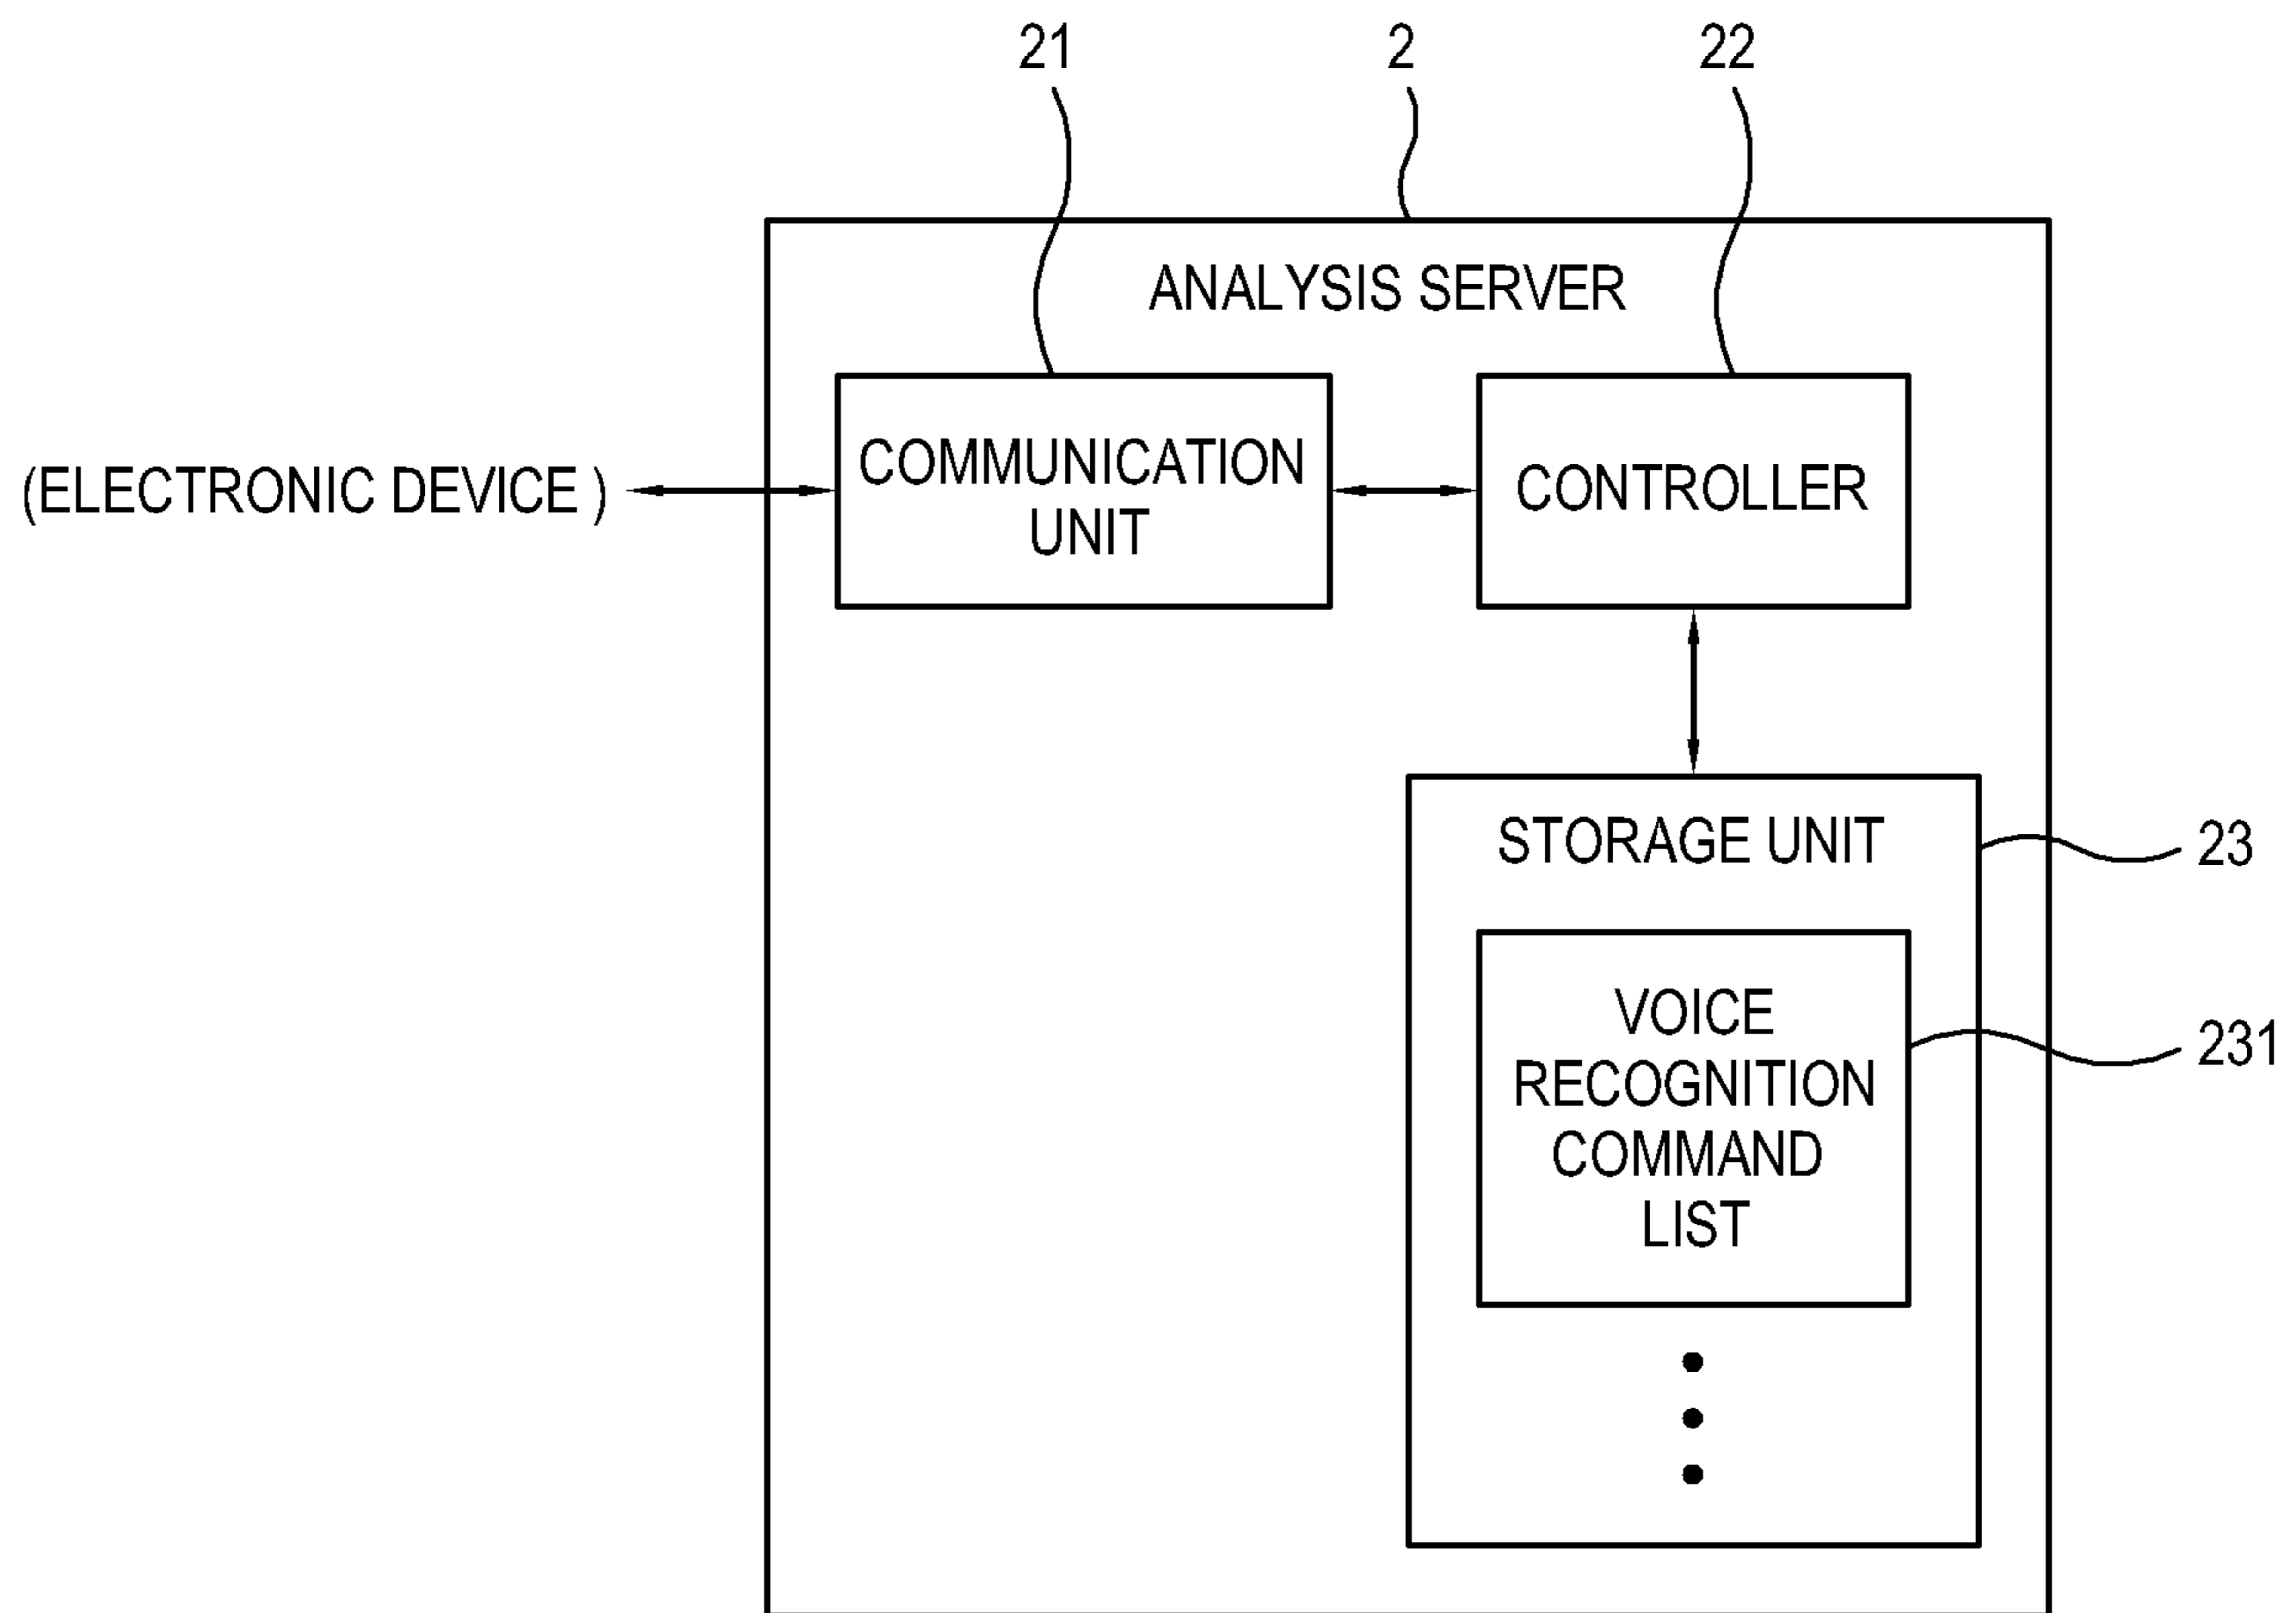 21
2
22
ANALYSIS SERVER
(ELECTRONIC DEVICE )
COMMUNICATION
UNIT
CONTROLLER
STORAGE UNIT
23
VOICE
RECOGNITION
COMMAND
LIST
231